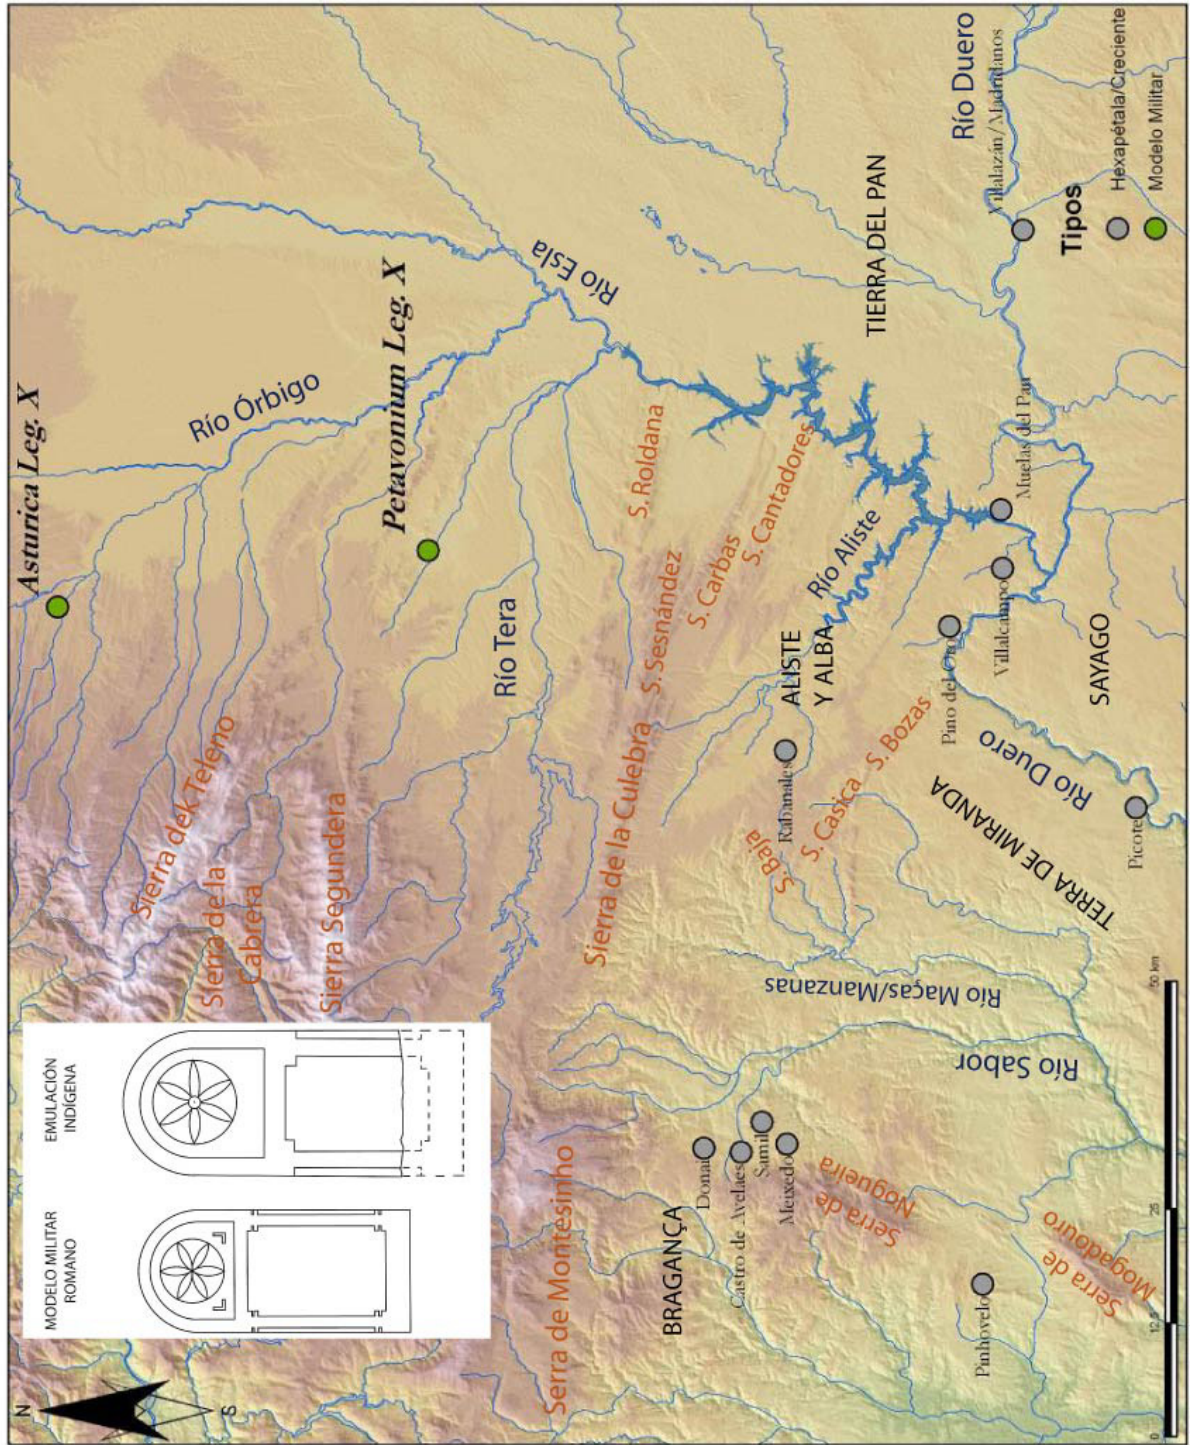 N
S
MODELO MILITAR
ROMANO
EMULACIÓN
INDÍGENA
Asturica Leg. X
Río Órbigo
Petavonium Leg. X
Río Esla
Sierra dek Teleno
Sierra de la
Cabrera
Sierra Segundera
Río Tera
Serra de Montesinho
Sierra de la Culebra
S. Sesnández
S. Roldana
S. Carbas
S. Cantadores
BRAGANÇA
Donai
Castro de Avelaes
Samil
Meixedo
Serra de
Nogueira
Río Maças/Manzanas
Río Sabor
S. Baja
Rabanales
S. Casica
S. Bozas
ALISTE
Y ALBA
Río Aliste
TIERRA DEL PAN
Río Duero
Villalazán/Madridanos
Muelas del Pan
Villalcampo
Pino del Oro
SAYAGO
Río Duero
TERRA DE MIRANDA
Picote
Pinhovelo
Serra de
Mogadouro
Tipos
Hexapétala/Creciente
Modelo Militar
0
12,5
25
50 km